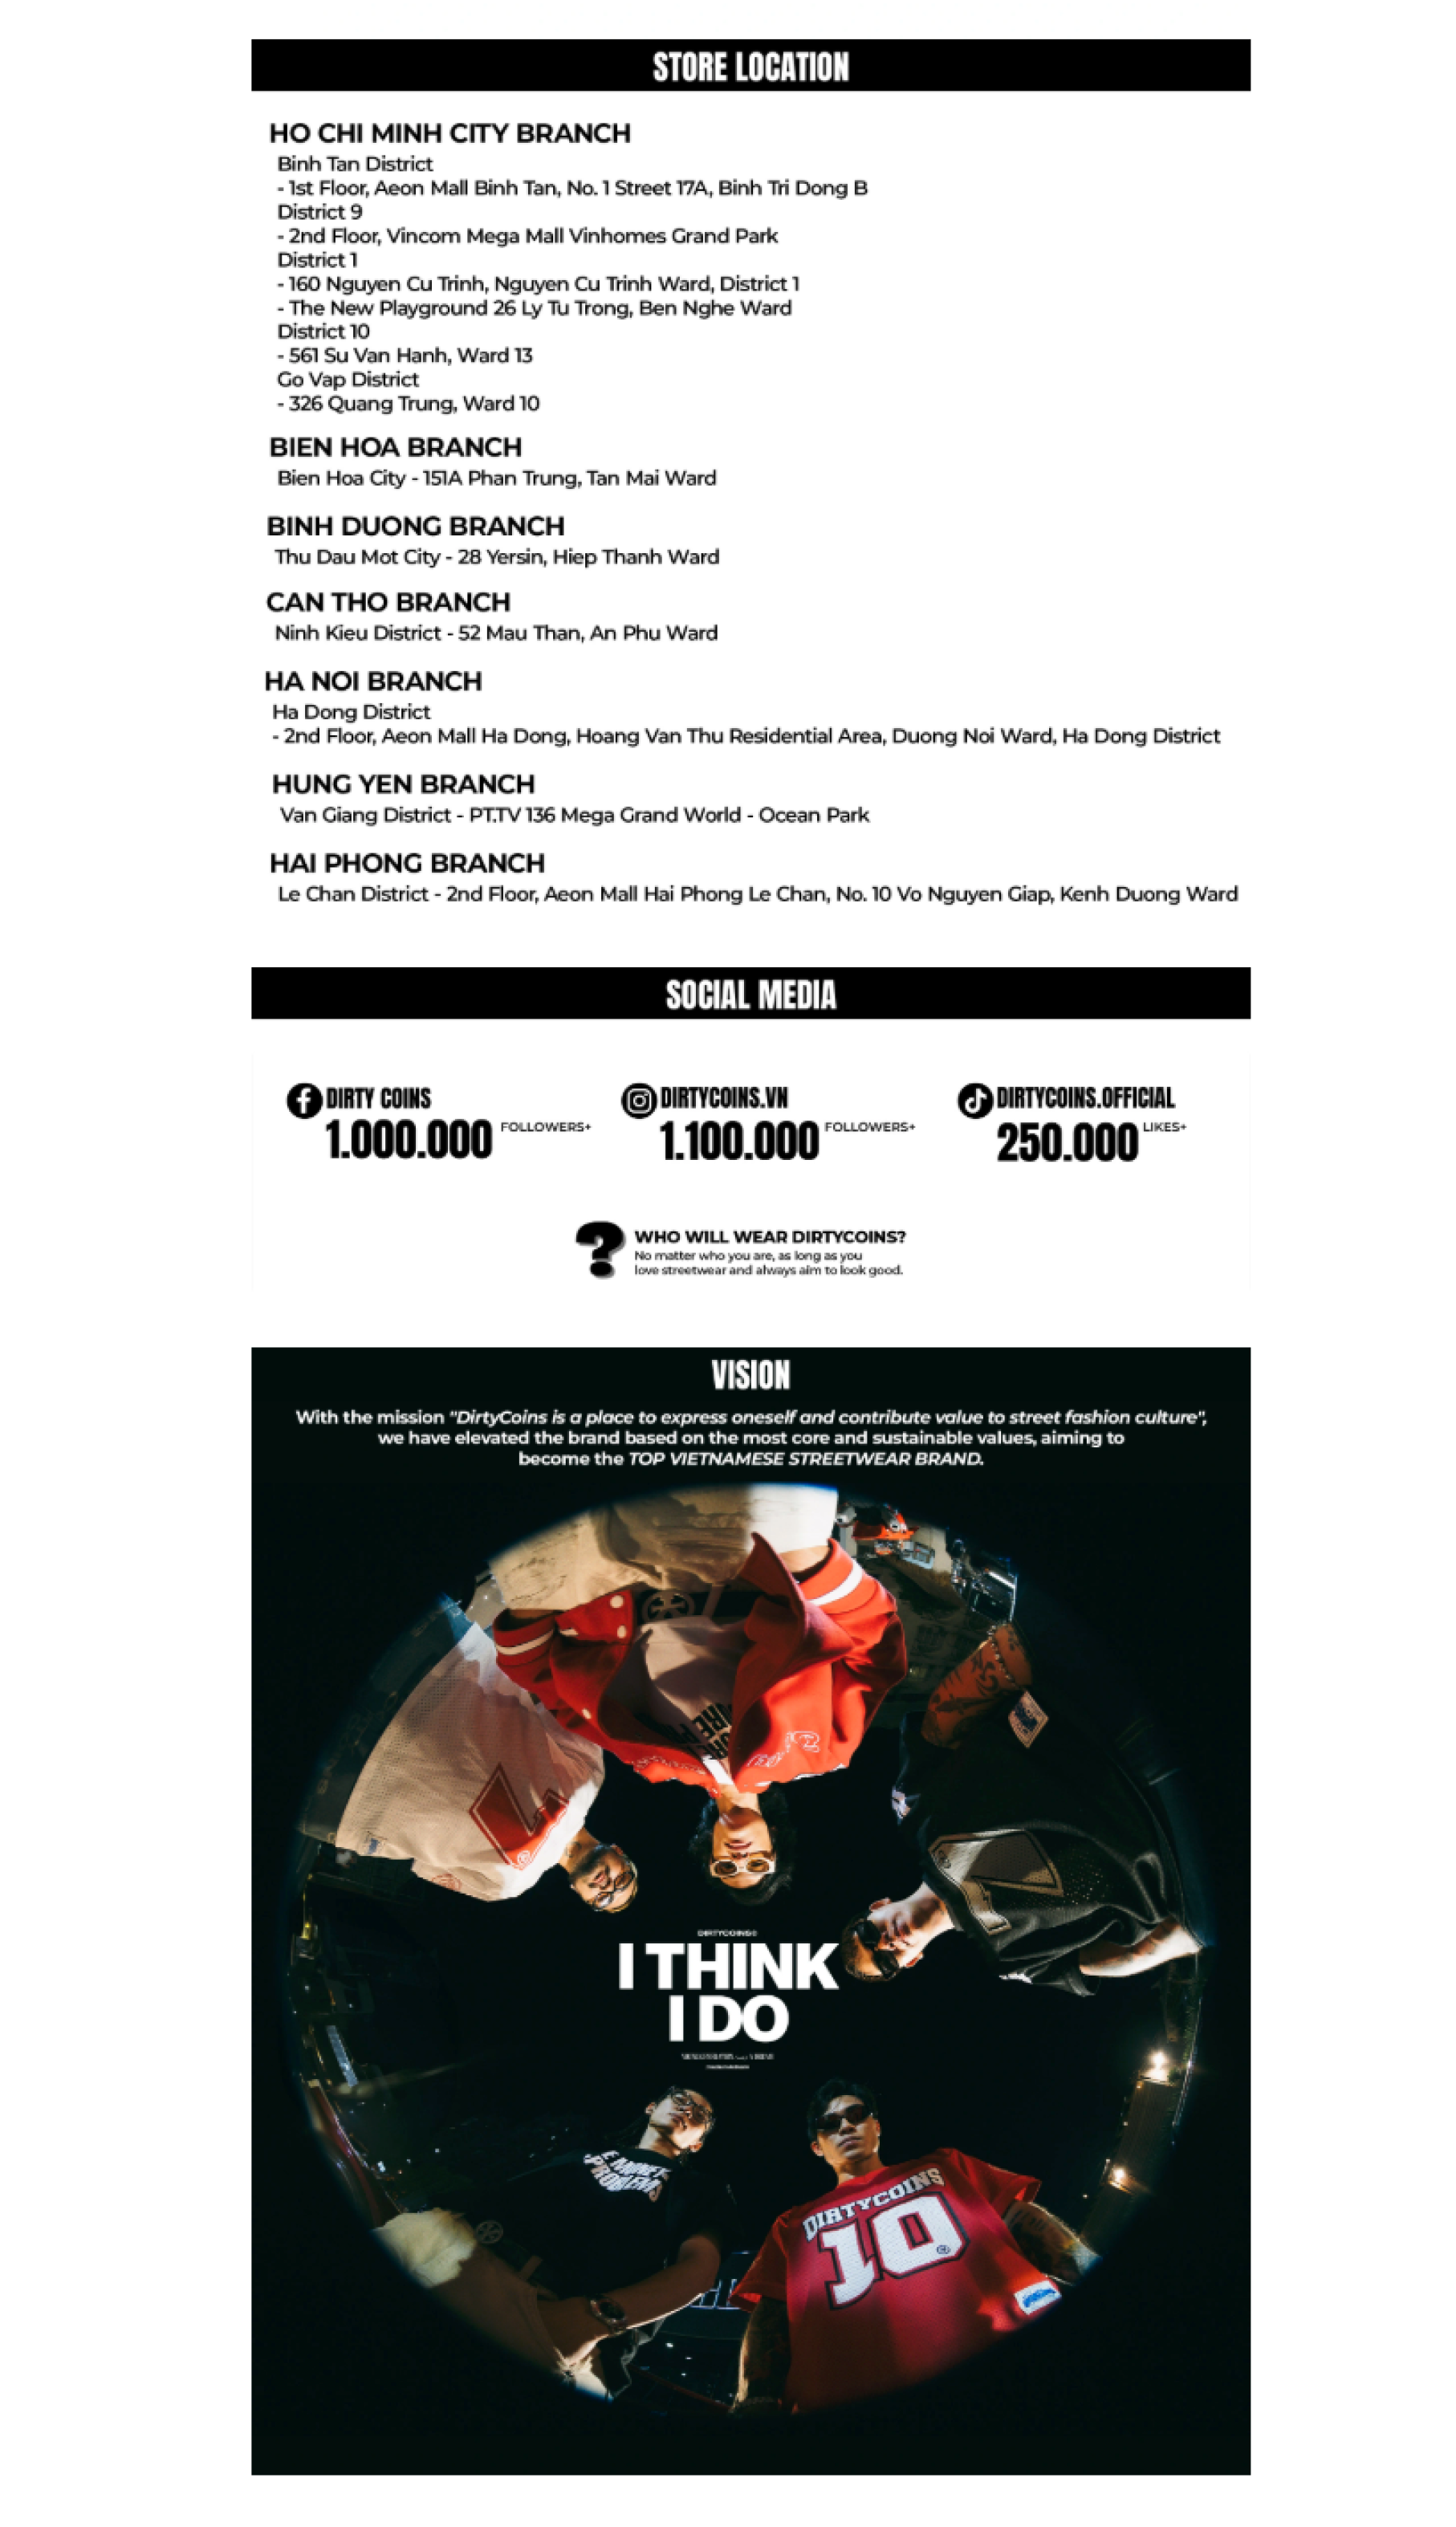 STORE LOCATION
HO CHI MINH CITY BRANCH
Binh Tan District
- 1st Floor, Aeon Mall Binh Tan, No. 1 Street 17A, Binh Tri Dong B
District 9
- 2nd Floor, Vincom Mega Mall Vinhomes Grand Park
District 1
- 160 Nguyen Cu Trinh, Nguyen Cu Trinh Ward, District 1
- The New Playground 26 Ly Tu Trong, Ben Nghe Ward
District 10
- 561 Su Van Hanh, Ward 13
Go Vap District
- 326 Quang Trung, Ward 10
BIEN HOA BRANCH
Bien Hoa City - 151A Phan Trung, Tan Mai Ward
BINH DUONG BRANCH
Thu Dau Mot City - 28 Yersin, Hiep Thanh Ward
CAN THO BRANCH
Ninh Kieu District - 52 Mau Than, An Phu Ward
HA NOI BRANCH
Ha Dong District
- 2nd Floor, Aeon Mall Ha Dong, Hoang Van Thu Residential Area, Duong Noi Ward, Ha Dong District
HUNG YEN BRANCH
Van Giang District - PT.TV 136 Mega Grand World - Ocean Park
HAI PHONG BRANCH
Le Chan District - 2nd Floor, Aeon Mall Hai Phong Le Chan, No. 10 Vo Nguyen Giap, Kenh Duong Ward
SOCIAL MEDIA
DIRTY COINS
1.000.000 FOLLOWERS+
DIRTYCOINS.VN
1.100.000 FOLLOWERS+
DIRTYCOINS.OFFICIAL
250.000 LIKES+
?
WHO WILL WEAR DIRTYCOINS?
No matter who you are, as long as you
love streetwear and always aim to look good.
VISION
With the mission "DirtyCoins is a place to express oneself and contribute value to street fashion culture",
we have elevated the brand based on the most core and sustainable values, aiming to
become the TOP VIETNAMESE STREETWEAR BRAND.
DIRTYCOINS®
I THINK
I DO
PROBLEMS
DIRTYCOINS
10